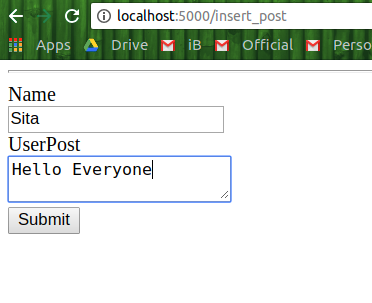 localhost:5000/insert_post
Apps Drive iB Official Perso
Name
Sita
UserPost
Hello Everyone
Submit